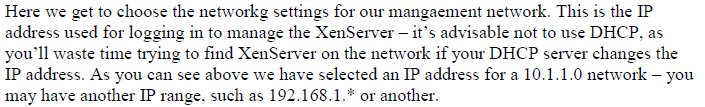 Here we get to choose the networkg settings for our mangaement network. This is the IP
address used for logging in to manage the XenServer – it’s advisable not to use DHCP, as
you’ll waste time trying to find XenServer on the network if your DHCP server changes the
IP address. As you can see above we have selected an IP address for a 10.1.1.0 network – you
may have another IP range, such as 192.168.1.* or another.